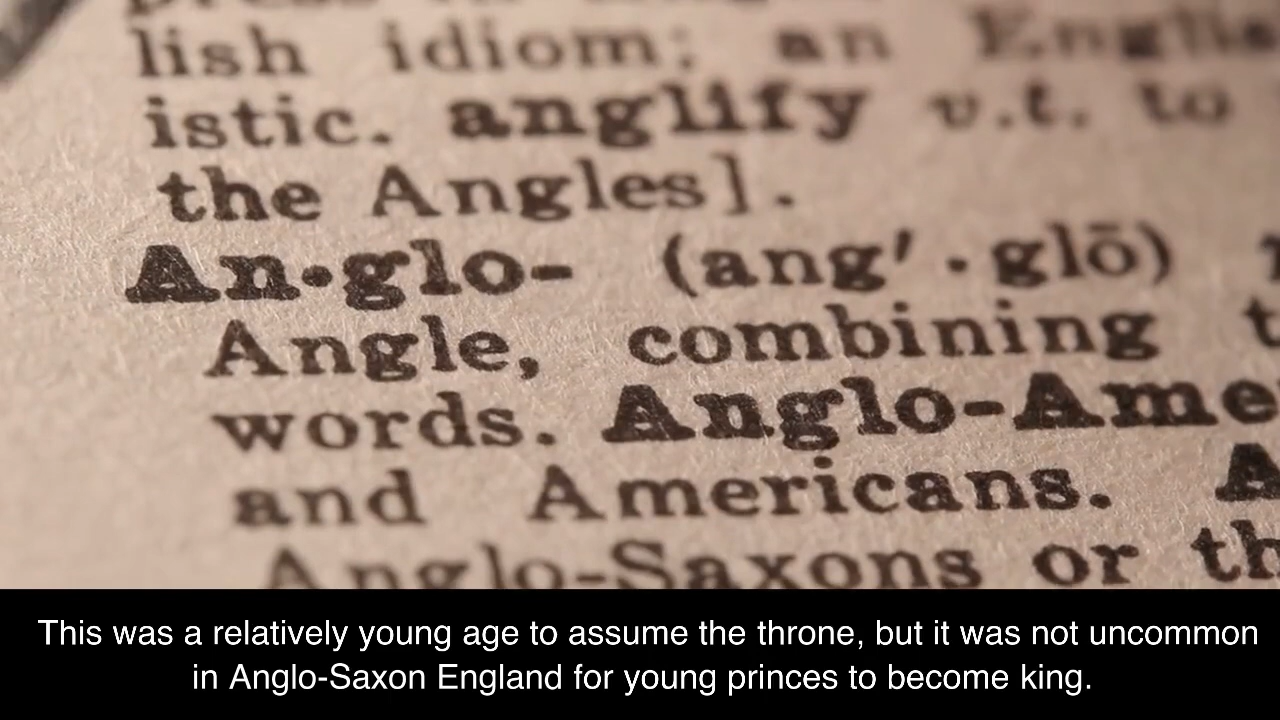 lish idiom; an Englis
istic. anglify v.t. to
the Angles].
An·glo- (ang′·glō)
Angle, combining t
words. Anglo-Ame
and Americans. A
Anglo-Saxons or th
This was a relatively young age to assume the throne, but it was not uncommon
in Anglo-Saxon England for young princes to become king.